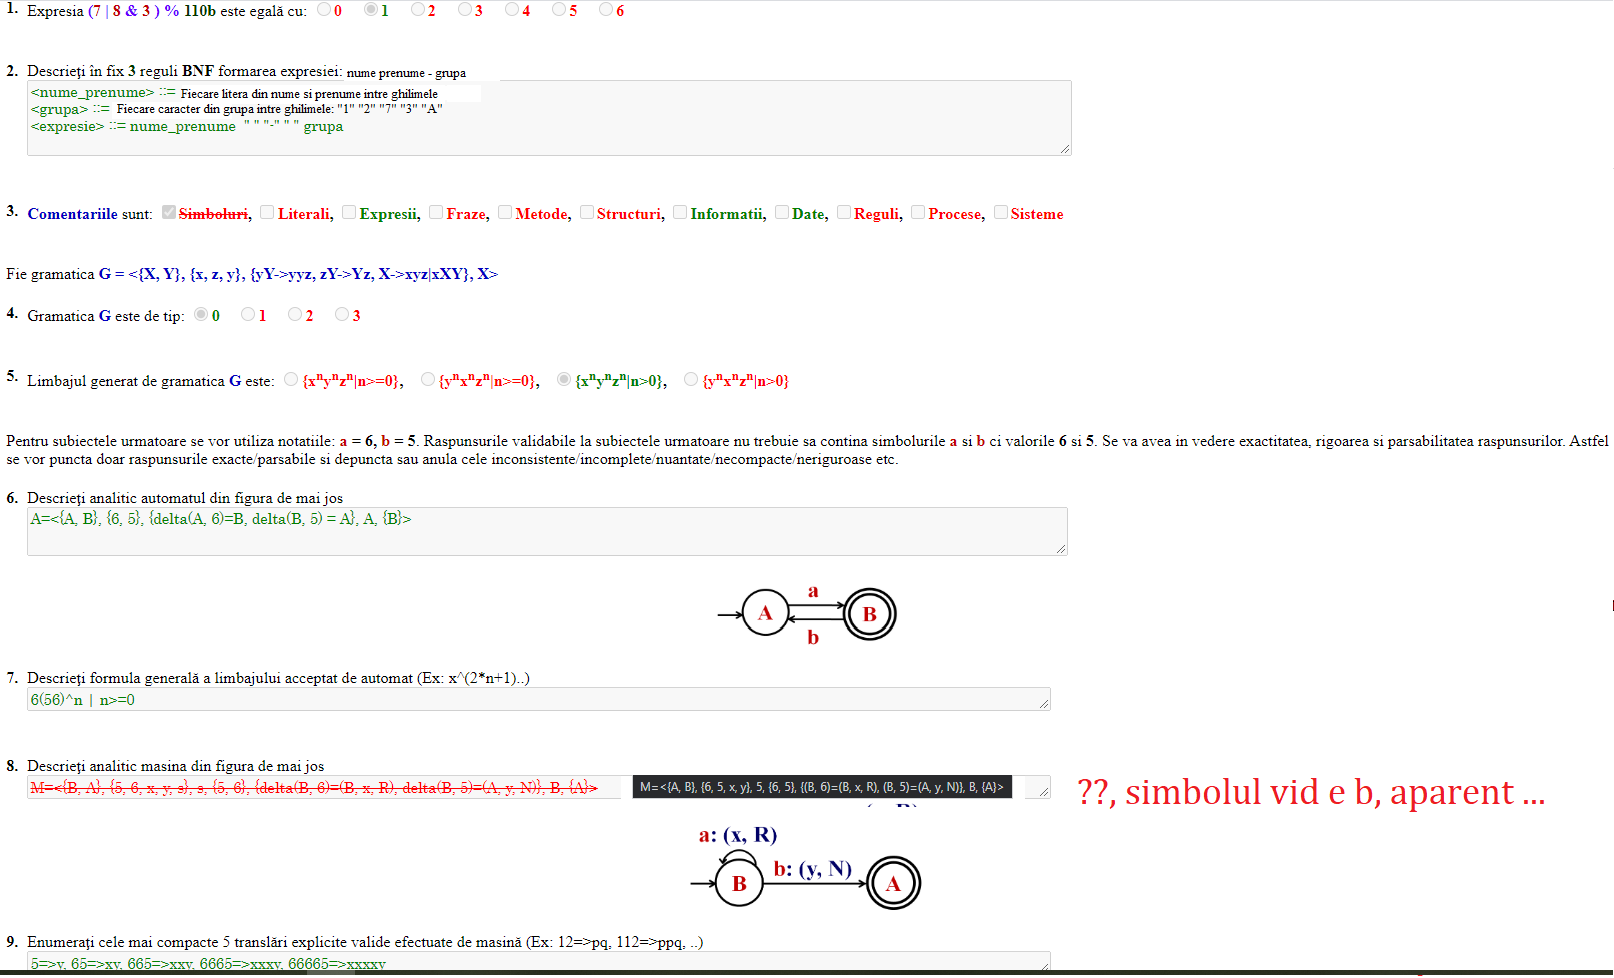 1. Expresia (7 | 8 & 3 ) % 110b este egală cu: 0 1 2 3 4 5 6
2. Descrieți în fix 3 reguli BNF formarea expresiei: nume prenume - grupa
<nume_prenume> ::= Fiecare litera din nume si prenume intre ghilimele
<grupa> ::= Fiecare caracter din grupa intre ghilimele: "1" "2" "7" "3" "A"
<expresie> ::= nume_prenume " " "-" " " grupa
3. Comentariile sunt: Simboluri, Literali, Expresii, Fraze, Metode, Structuri, Informatii, Date, Reguli, Procese, Sisteme
Fie gramatica G = <{X, Y}, {x, z, y}, {yY->yyz, zY->Yz, X->xyz|xXY}, X>
4. Gramatica G este de tip: 0 1 2 3
5. Limbajul generat de gramatica G este: {xⁿyⁿzⁿ|n>=0}, {yⁿxⁿzⁿ|n>=0}, {xⁿyⁿzⁿ|n>0}, {yⁿxⁿzⁿ|n>0}
Pentru subiectele urmatoare se vor utiliza notatiile: a = 6, b = 5. Raspunsurile validabile la subiectele urmatoare nu trebuie sa contina simbolurile a si b ci valorile 6 si 5. Se va avea in vedere exactitatea, rigoarea si parsabilitatea raspunsurilor. Astfel
se vor puncta doar raspunsurile exacte/parsabile si depuncta sau anula cele inconsistente/incomplete/nuantate/necompacte/neriguroase etc.
6. Descrieți analitic automatul din figura de mai jos
A=<{A, B}, {6, 5}, {delta(A, 6)=B, delta(B, 5) = A}, A, {B}>
a
A B
b
7. Descrieți formula generală a limbajului acceptat de automat (Ex: x^(2*n+1)..)
6(56)^n | n>=0
8. Descrieți analitic masina din figura de mai jos
M=<{B, A}, {5, 6, x, y, s}, s, {5, 6}, {delta(B, 6)=(B, x, R), delta(B, 5)=(A, y, N)}, B, {A}> M=<{A, B}, {6, 5, x, y}, 5, {6, 5}, {(B, 6)=(B, x, R), (B, 5)=(A, y, N)}, B, {A}> ??, simbolul vid e b, aparent ...
a: (x, R)
b: (y, N)
B A
9. Enumerați cele mai compacte 5 translări explicite valide efectuate de masină (Ex: 12=>pq, 112=>ppq, ..)
5=>y, 65=>xy, 665=>xxy, 6665=>xxxy, 66665=>xxxxy